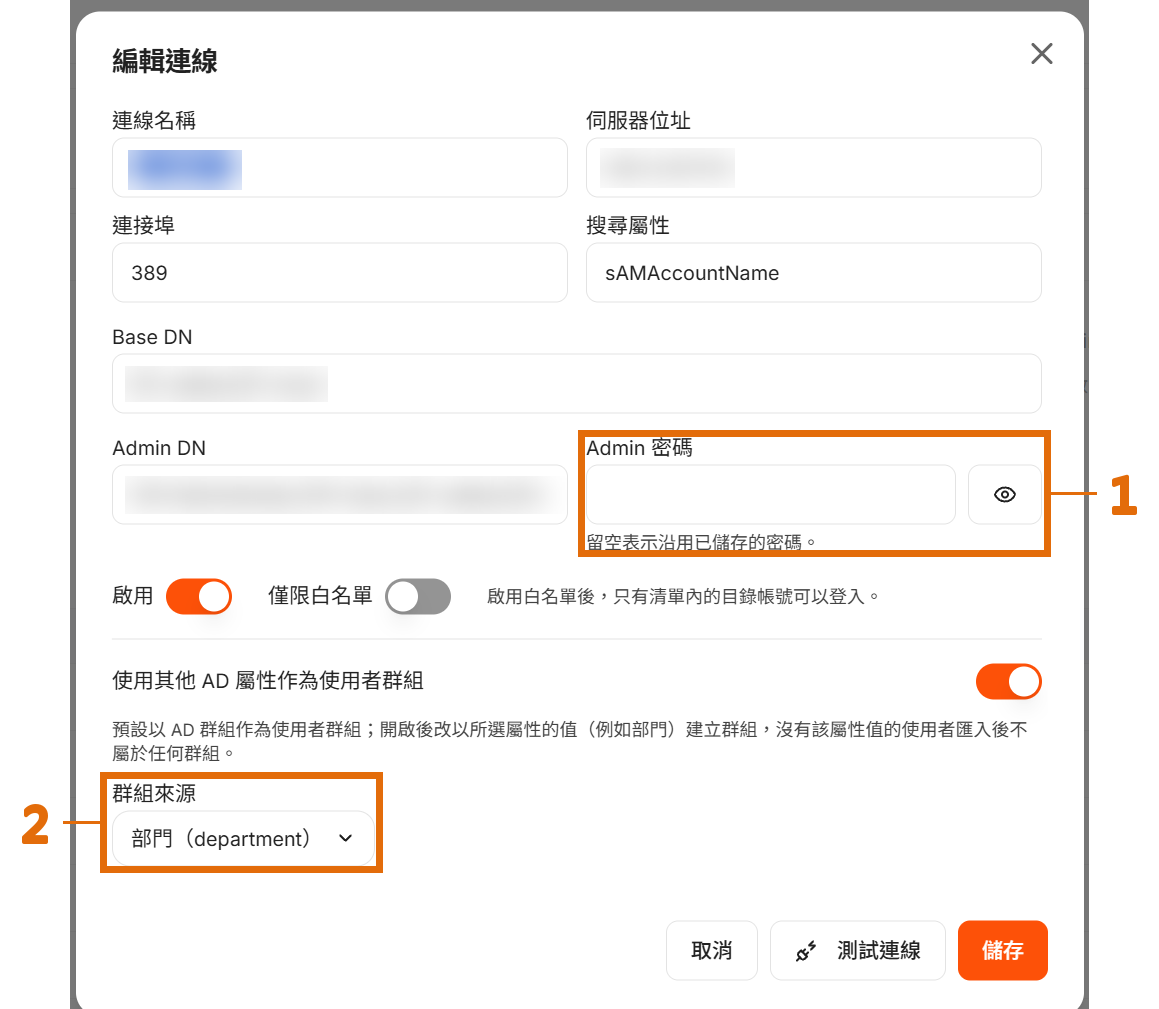 編輯連線
連線名稱
伺服器位址
連接埠
搜尋屬性
389
sAMAccountName
Base DN
Admin DN
Admin 密碼
1
留空表示沿用已儲存的密碼。
啟用
僅限白名單
啟用白名單後，只有清單內的目錄帳號可以登入。
使用其他 AD 屬性作為使用者群組
預設以 AD 群組作為使用者群組；開啟後改以所選屬性的值（例如部門）建立群組，沒有該屬性值的使用者匯入後不
屬於任何群組。
群組來源
2
部門（department）
取消
測試連線
儲存